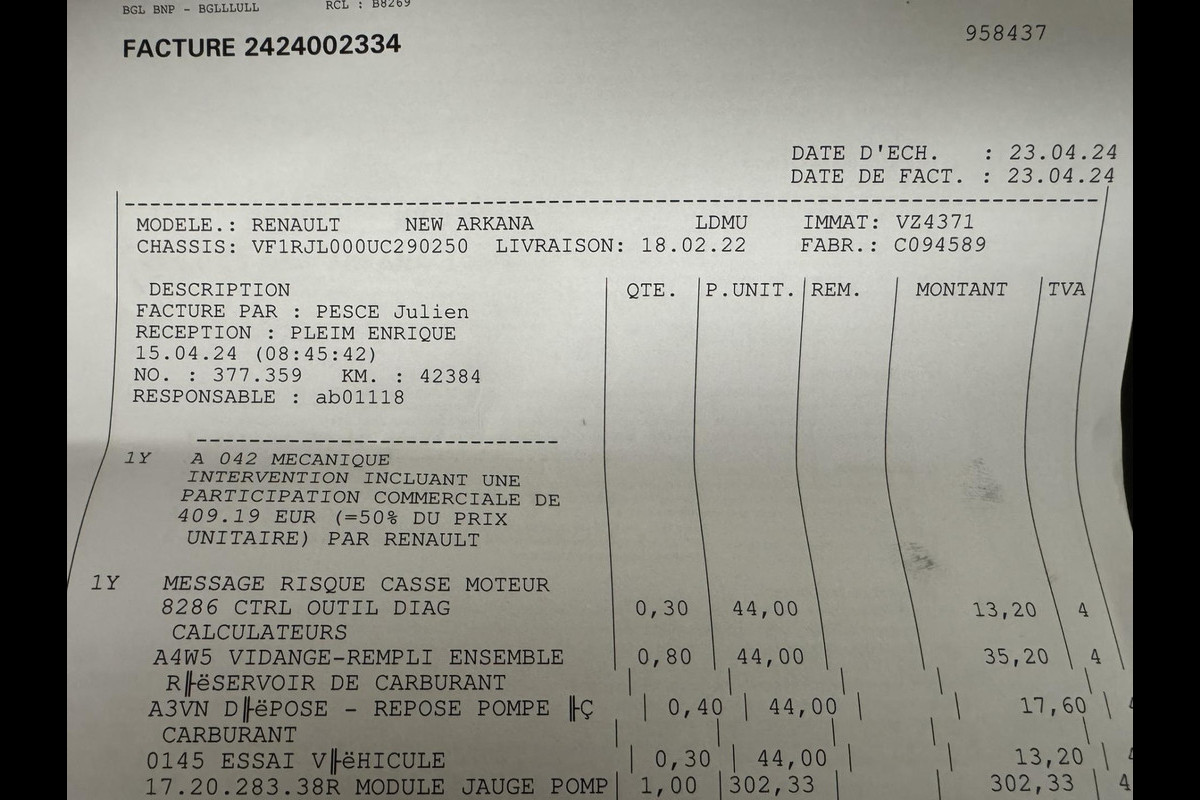 BGL BNP - BGLLLULL RCL : B8269
FACTURE 2424002334 958437
DATE D'ECH. : 23.04.24
DATE DE FACT. : 23.04.24
MODELE.: RENAULT NEW ARKANA LDMU IMMAT: VZ4371
CHASSIS: VF1RJL000UC290250 LIVRAISON: 18.02.22 FABR.: C094589
DESCRIPTION QTE. P.UNIT. REM. MONTANT TVA
FACTURE PAR : PESCE Julien
RECEPTION : PLEIM ENRIQUE
15.04.24 (08:45:42)
NO. : 377.359 KM. : 42384
RESPONSABLE : ab01118
1Y A 042 MECANIQUE
INTERVENTION INCLUANT UNE
PARTICIPATION COMMERCIALE DE
409.19 EUR (=50% DU PRIX
UNITAIRE) PAR RENAULT
1Y MESSAGE RISQUE CASSE MOTEUR
8286 CTRL OUTIL DIAG 0,30 44,00 13,20 4
CALCULATEURS
A4W5 VIDANGE-REMPLI ENSEMBLE 0,80 44,00 35,20 4
R╟ëSERVOIR DE CARBURANT
A3VN D╟ëPOSE - REPOSE POMPE ╟Ç 0,40 44,00 17,60 4
CARBURANT
0145 ESSAI V╟ëHICULE 0,30 44,00 13,20 4
17.20.283.38R MODULE JAUGE POMP 1,00 302,33 302,33 4